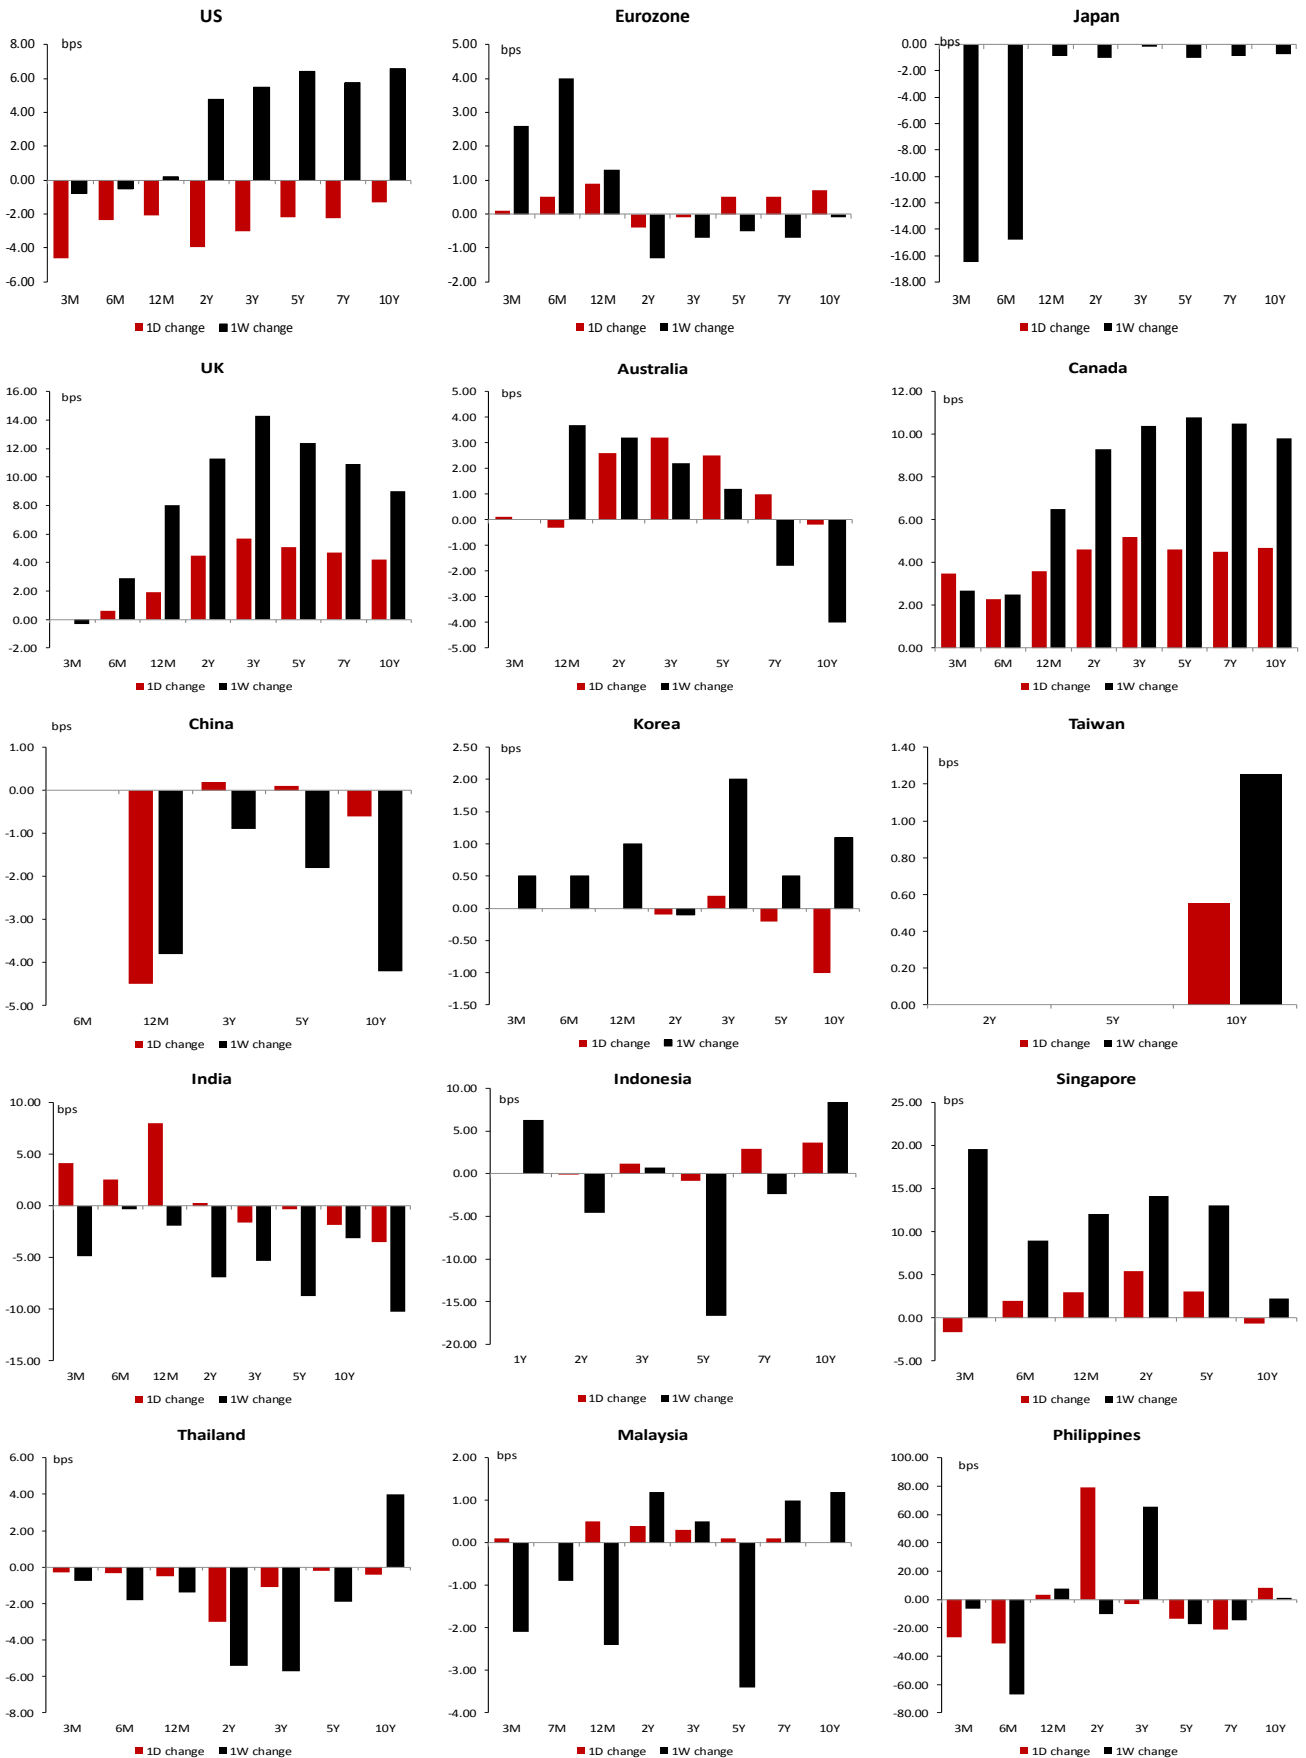 US
bps
8.00
6.00
4.00
2.00
0.00
-2.00
-4.00
-6.00
3M 6M 12M 2Y 3Y 5Y 7Y 10Y
1D change 1W change
Eurozone
bps
5.00
4.00
3.00
2.00
1.00
0.00
-1.00
-2.00
3M 6M 12M 2Y 3Y 5Y 7Y 10Y
1D change 1W change
Japan
bps
0.00
-2.00
-4.00
-6.00
-8.00
-10.00
-12.00
-14.00
-16.00
-18.00
3M 6M 12M 2Y 3Y 5Y 7Y 10Y
1D change 1W change
UK
bps
16.00
14.00
12.00
10.00
8.00
6.00
4.00
2.00
0.00
-2.00
3M 6M 12M 2Y 3Y 5Y 7Y 10Y
1D change 1W change
Australia
bps
5.00
4.00
3.00
2.00
1.00
0.00
-1.00
-2.00
-3.00
-4.00
-5.00
3M 12M 2Y 3Y 5Y 7Y 10Y
1D change 1W change
Canada
bps
12.00
10.00
8.00
6.00
4.00
2.00
0.00
3M 6M 12M 2Y 3Y 5Y 7Y 10Y
1D change 1W change
China
bps
1.00
0.00
-1.00
-2.00
-3.00
-4.00
-5.00
6M 12M 3Y 5Y 10Y
1D change 1W change
Korea
bps
2.50
2.00
1.50
1.00
0.50
0.00
-0.50
-1.00
-1.50
3M 6M 12M 2Y 3Y 5Y 10Y
1D change 1W change
Taiwan
bps
1.40
1.20
1.00
0.80
0.60
0.40
0.20
0.00
2Y 5Y 10Y
1D change 1W change
India
bps
10.00
5.00
0.00
-5.00
-10.00
-15.00
3M 6M 12M 2Y 3Y 5Y 10Y
1D change 1W change
Indonesia
bps
10.00
5.00
0.00
-5.00
-10.00
-15.00
-20.00
1Y 2Y 3Y 5Y 7Y 10Y
1D change 1W change
Singapore
bps
25.00
20.00
15.00
10.00
5.00
0.00
-5.00
3M 6M 12M 2Y 5Y 10Y
1D change 1W change
Thailand
bps
6.00
4.00
2.00
0.00
-2.00
-4.00
-6.00
-8.00
3M 6M 12M 2Y 3Y 5Y 10Y
1D change 1W change
Malaysia
bps
2.00
1.00
0.00
-1.00
-2.00
-3.00
-4.00
3M 7M 12M 2Y 3Y 5Y 7Y 10Y
1D change 1W change
Philippines
bps
100.00
80.00
60.00
40.00
20.00
0.00
-20.00
-40.00
-60.00
-80.00
3M 6M 12M 2Y 3Y 5Y 7Y 10Y
1D change 1W change